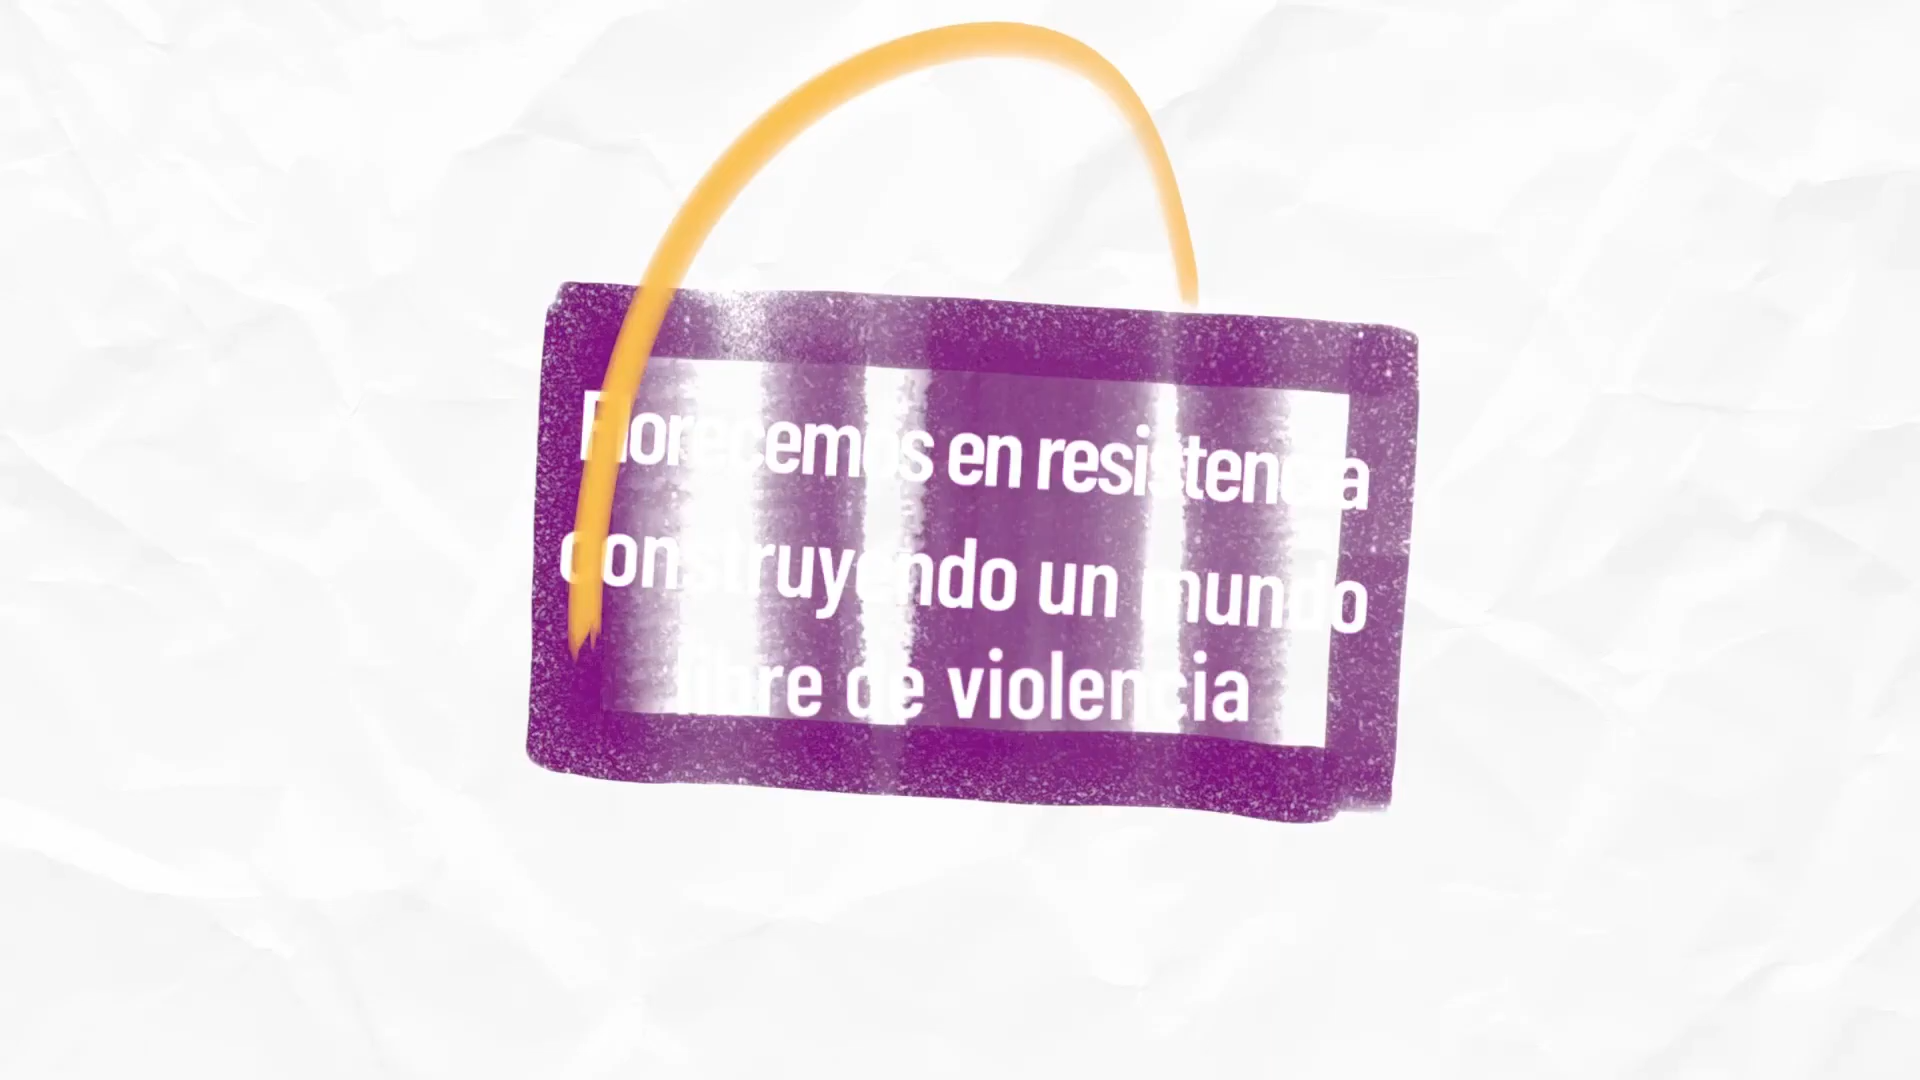 Florecemos en resistencia
construyendo un mundo
libre de violencia